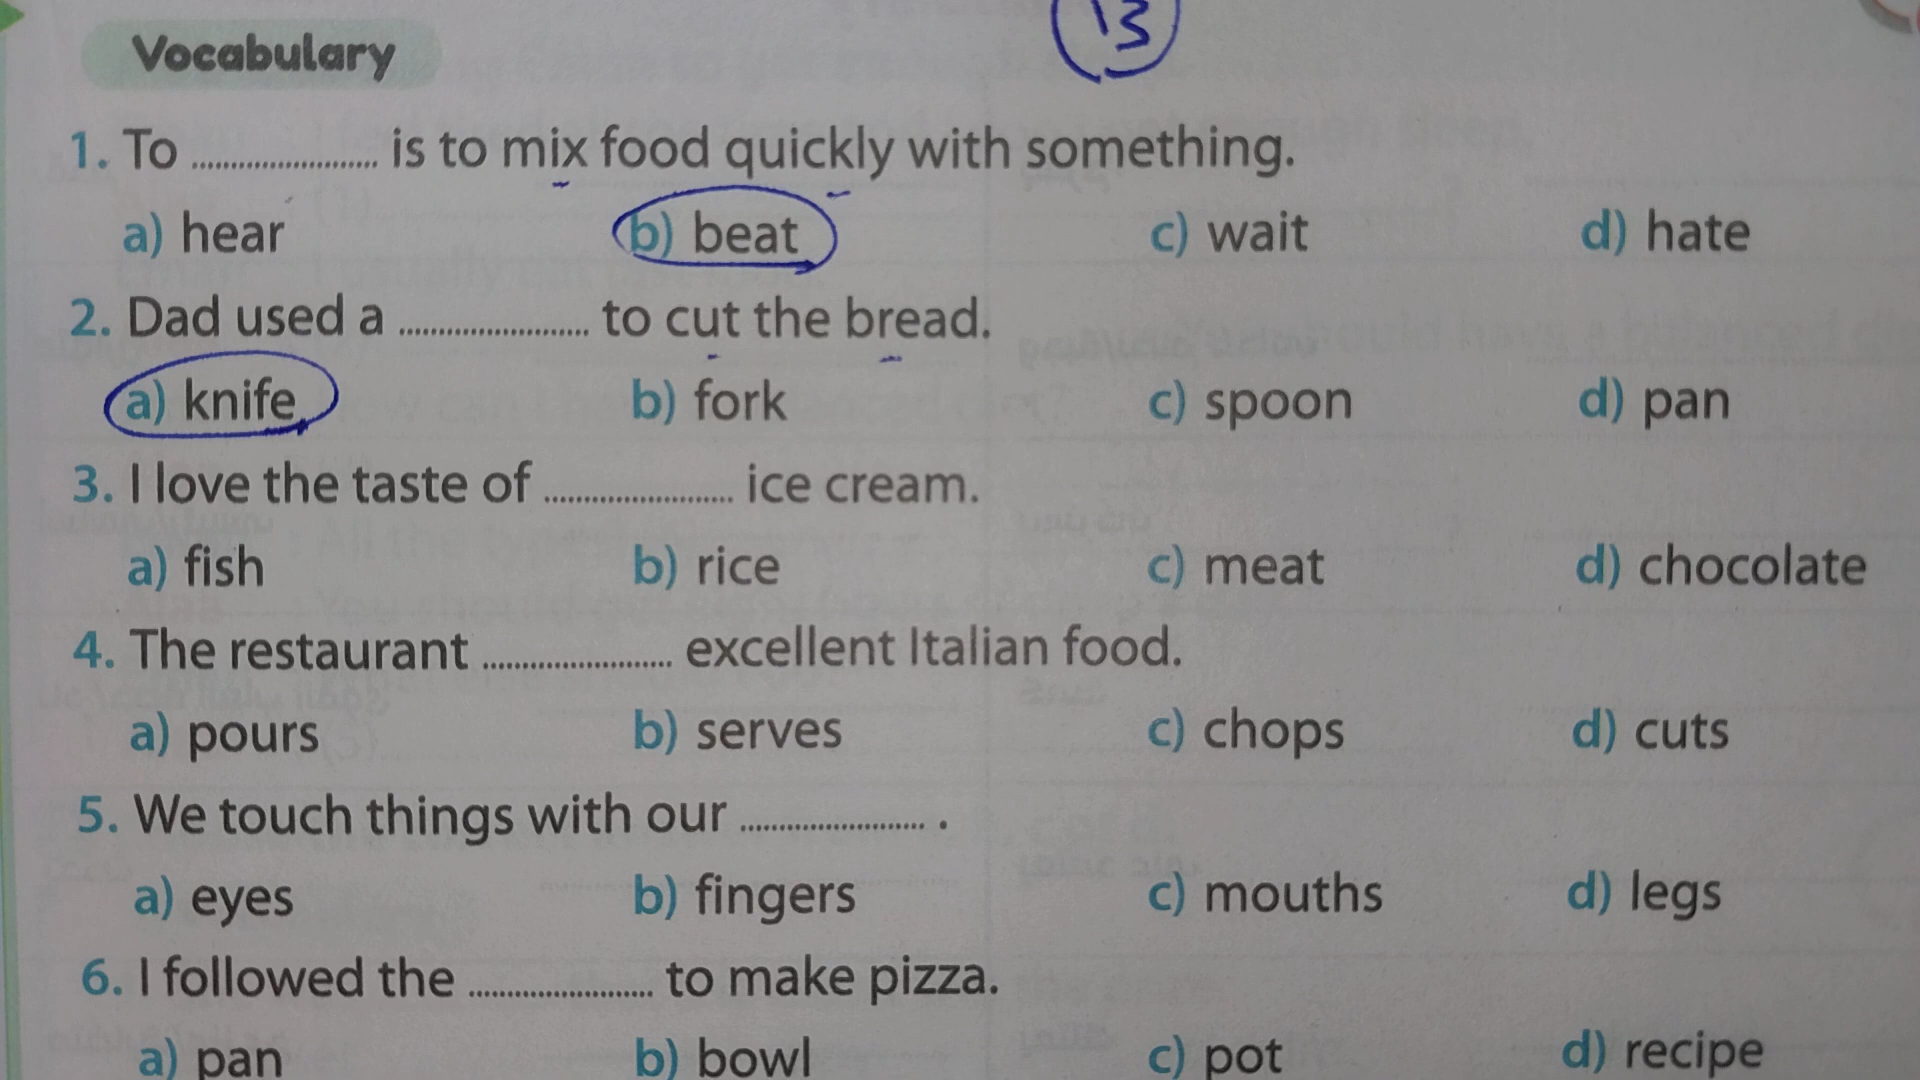 13
Vocabulary
1. To ........................ is to mix food quickly with something.
a) hear b) beat c) wait d) hate
2. Dad used a ........................ to cut the bread.
a) knife b) fork c) spoon d) pan
3. I love the taste of ........................ ice cream.
a) fish b) rice c) meat d) chocolate
4. The restaurant ........................ excellent Italian food.
a) pours b) serves c) chops d) cuts
5. We touch things with our ........................ .
a) eyes b) fingers c) mouths d) legs
6. I followed the ........................ to make pizza.
a) pan b) bowl c) pot d) recipe